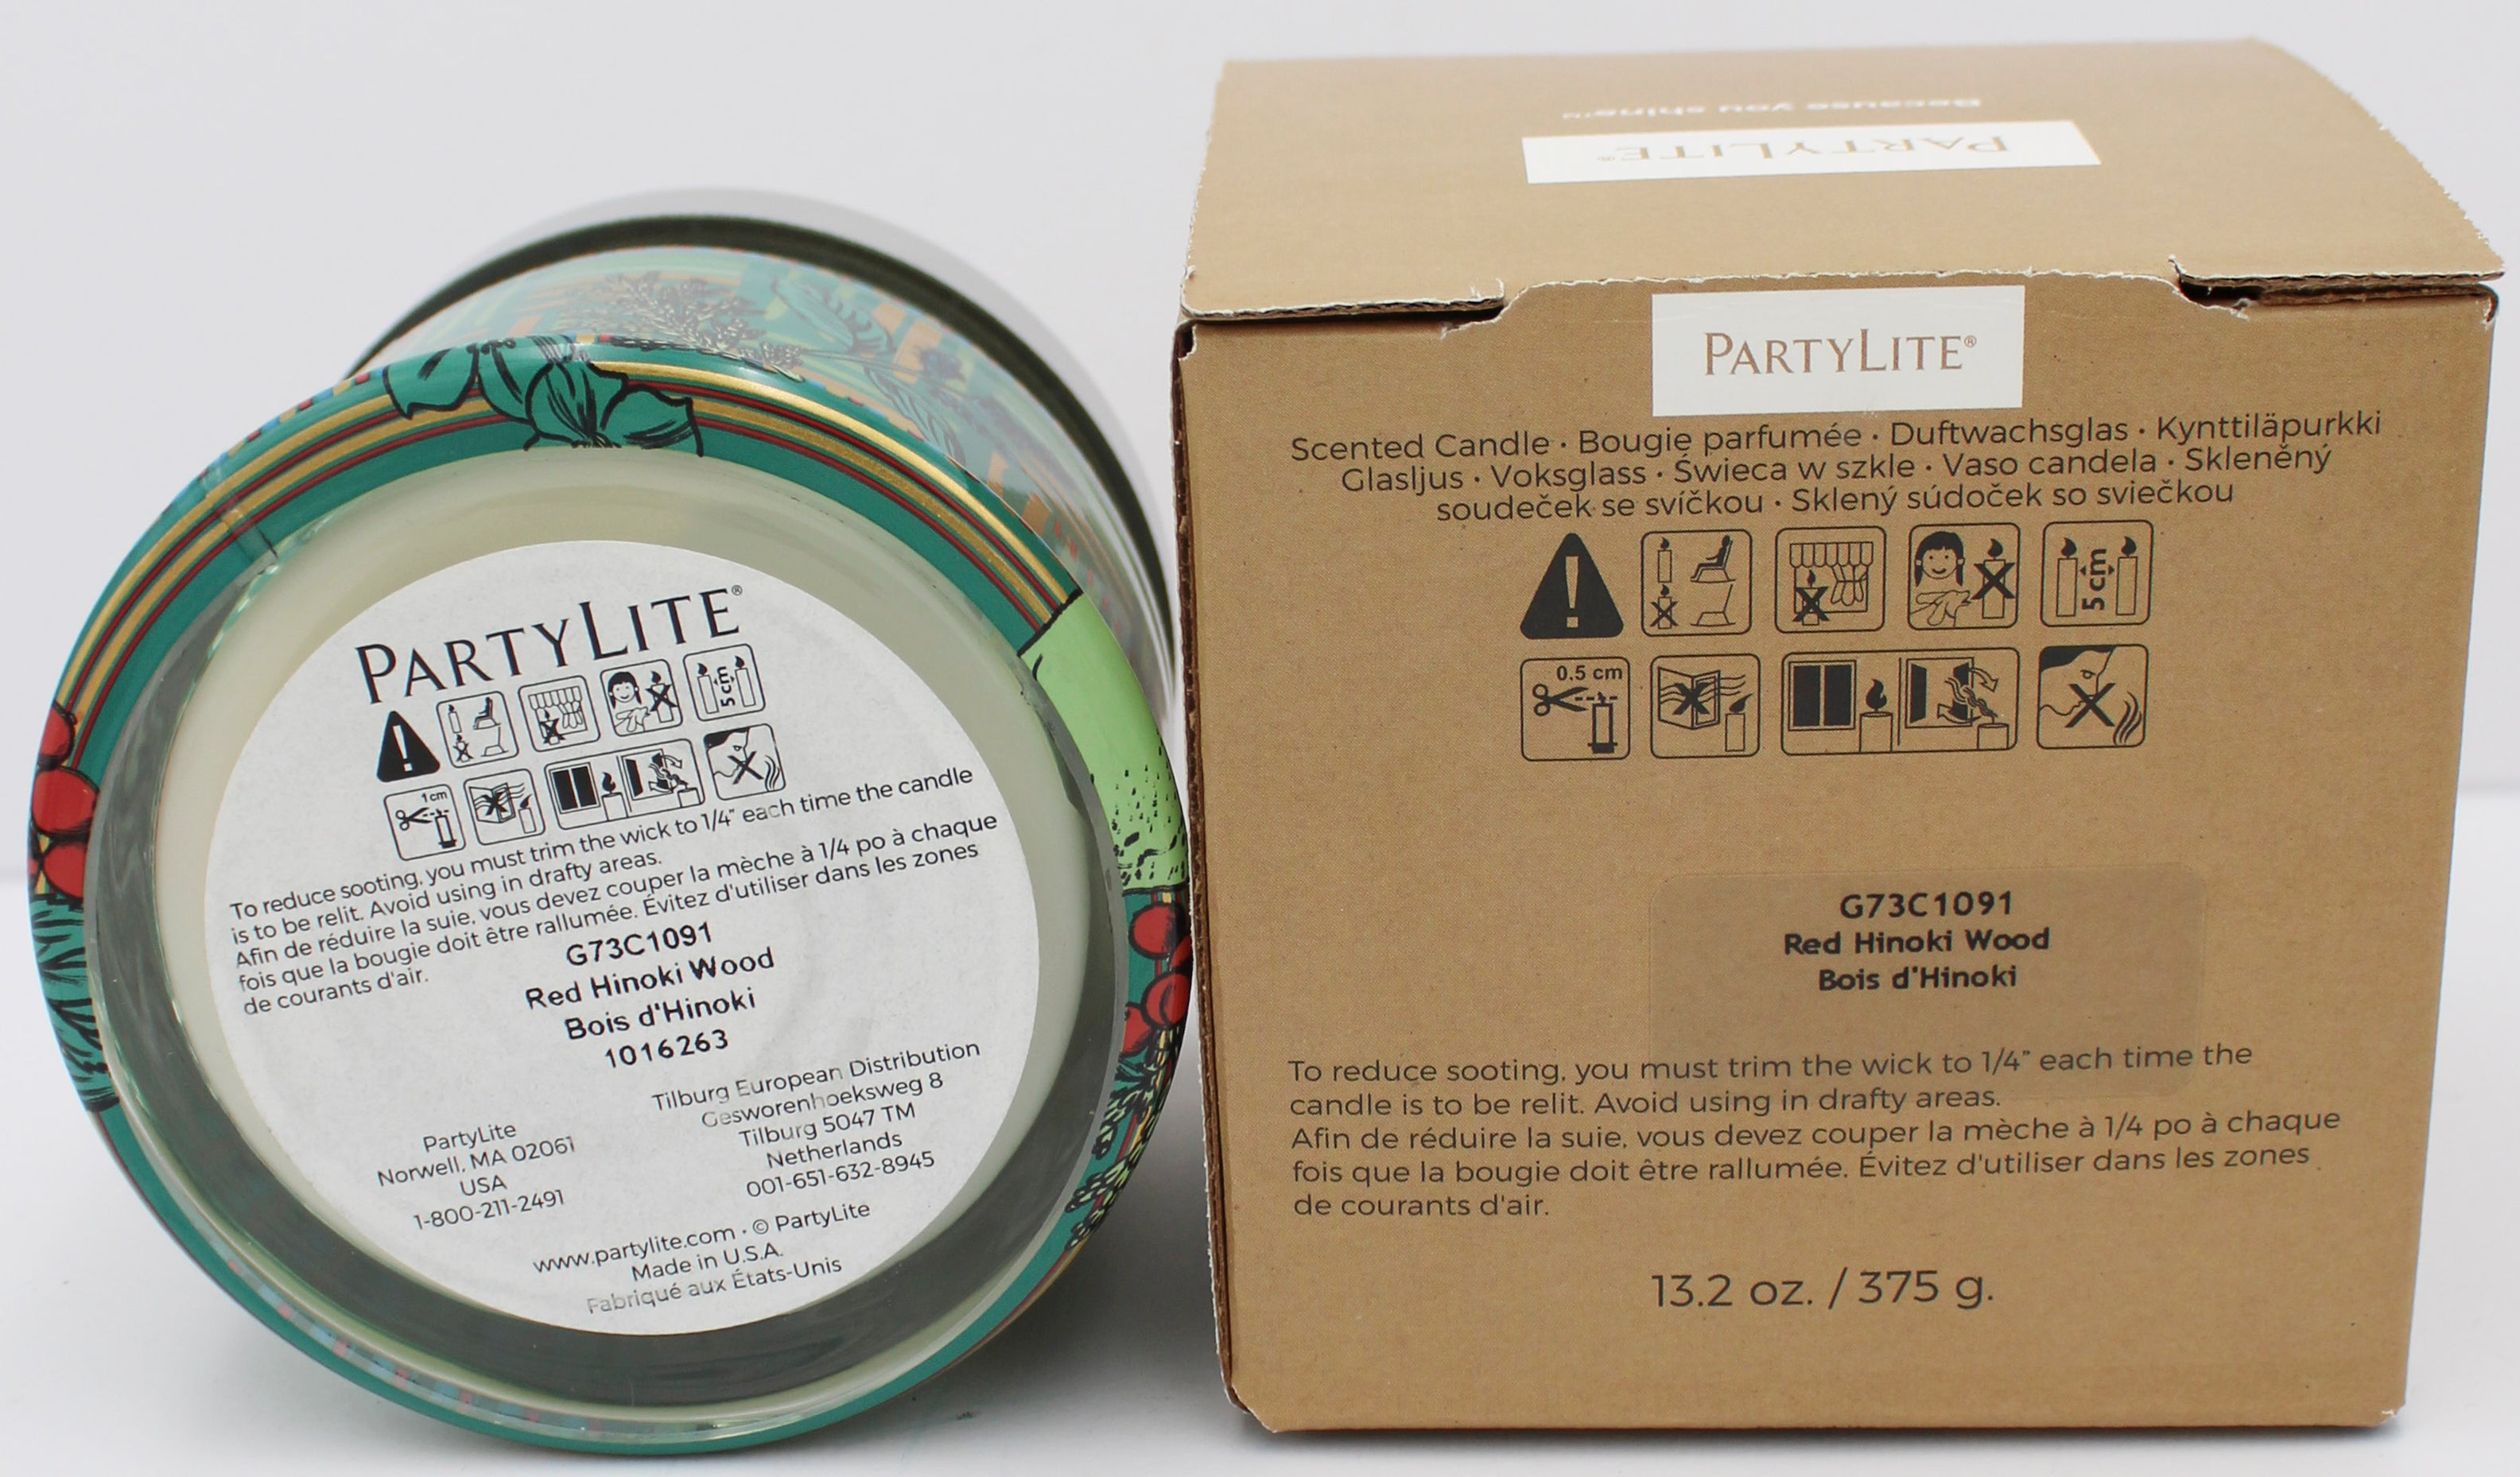 PARTYLITE®
5 cm
1cm
To reduce sooting, you must trim the wick to 1/4" each time the candle
is to be relit. Avoid using in drafty areas.
Afin de réduire la suie, vous devez couper la mèche à 1/4 po à chaque
fois que la bougie doit être rallumée. Évitez d'utiliser dans les zones
de courants d'air.
G73C1091
Red Hinoki Wood
Bois d'Hinoki
1016263
PartyLite
Norwell, MA 02061
USA
1-800-211-2491
Tilburg European Distribution
Gesworenhoeksweg 8
Tilburg 5047 TM
Netherlands
001-651-632-8945
www.partylite.com · © PartyLite
Made in U.S.A.
Fabriqué aux États-Unis
Because you shine™
PARTYLITE®
PARTYLITE®
Scented Candle · Bougie parfumée · Duftwachsglas · Kynttiläpurkki
Glasljus · Voksglass · Świeca w szkle · Vaso candela · Skleněný
soudeček se svíčkou · Sklený súdoček so sviečkou
5 cm
0.5 cm
G73C1091
Red Hinoki Wood
Bois d'Hinoki
To reduce sooting, you must trim the wick to 1/4" each time the
candle is to be relit. Avoid using in drafty areas.
Afin de réduire la suie, vous devez couper la mèche à 1/4 po à chaque
fois que la bougie doit être rallumée. Évitez d'utiliser dans les zones
de courants d'air.
13.2 oz. / 375 g.